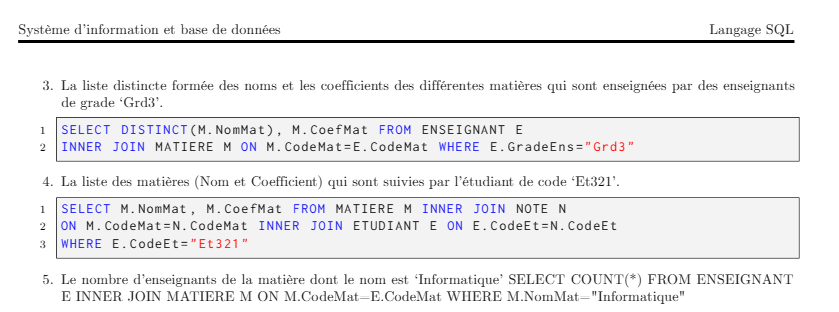 Système d'information et base de données Langage SQL
3. La liste distincte formée des noms et les coefficients des différentes matières qui sont enseignées par des enseignants
de grade ‘Grd3’.
1 SELECT DISTINCT(M.NomMat), M.CoefMat FROM ENSEIGNANT E
2 INNER JOIN MATIERE M ON M.CodeMat=E.CodeMat WHERE E.GradeEns="Grd3"
4. La liste des matières (Nom et Coefficient) qui sont suivies par l'étudiant de code ‘Et321’.
1 SELECT M.NomMat, M.CoefMat FROM MATIERE M INNER JOIN NOTE N
2 ON M.CodeMat=N.CodeMat INNER JOIN ETUDIANT E ON E.CodeEt=N.CodeEt
3 WHERE E.CodeEt="Et321"
5. Le nombre d'enseignants de la matière dont le nom est ‘Informatique’ SELECT COUNT(*) FROM ENSEIGNANT
E INNER JOIN MATIERE M ON M.CodeMat=E.CodeMat WHERE M.NomMat="Informatique"